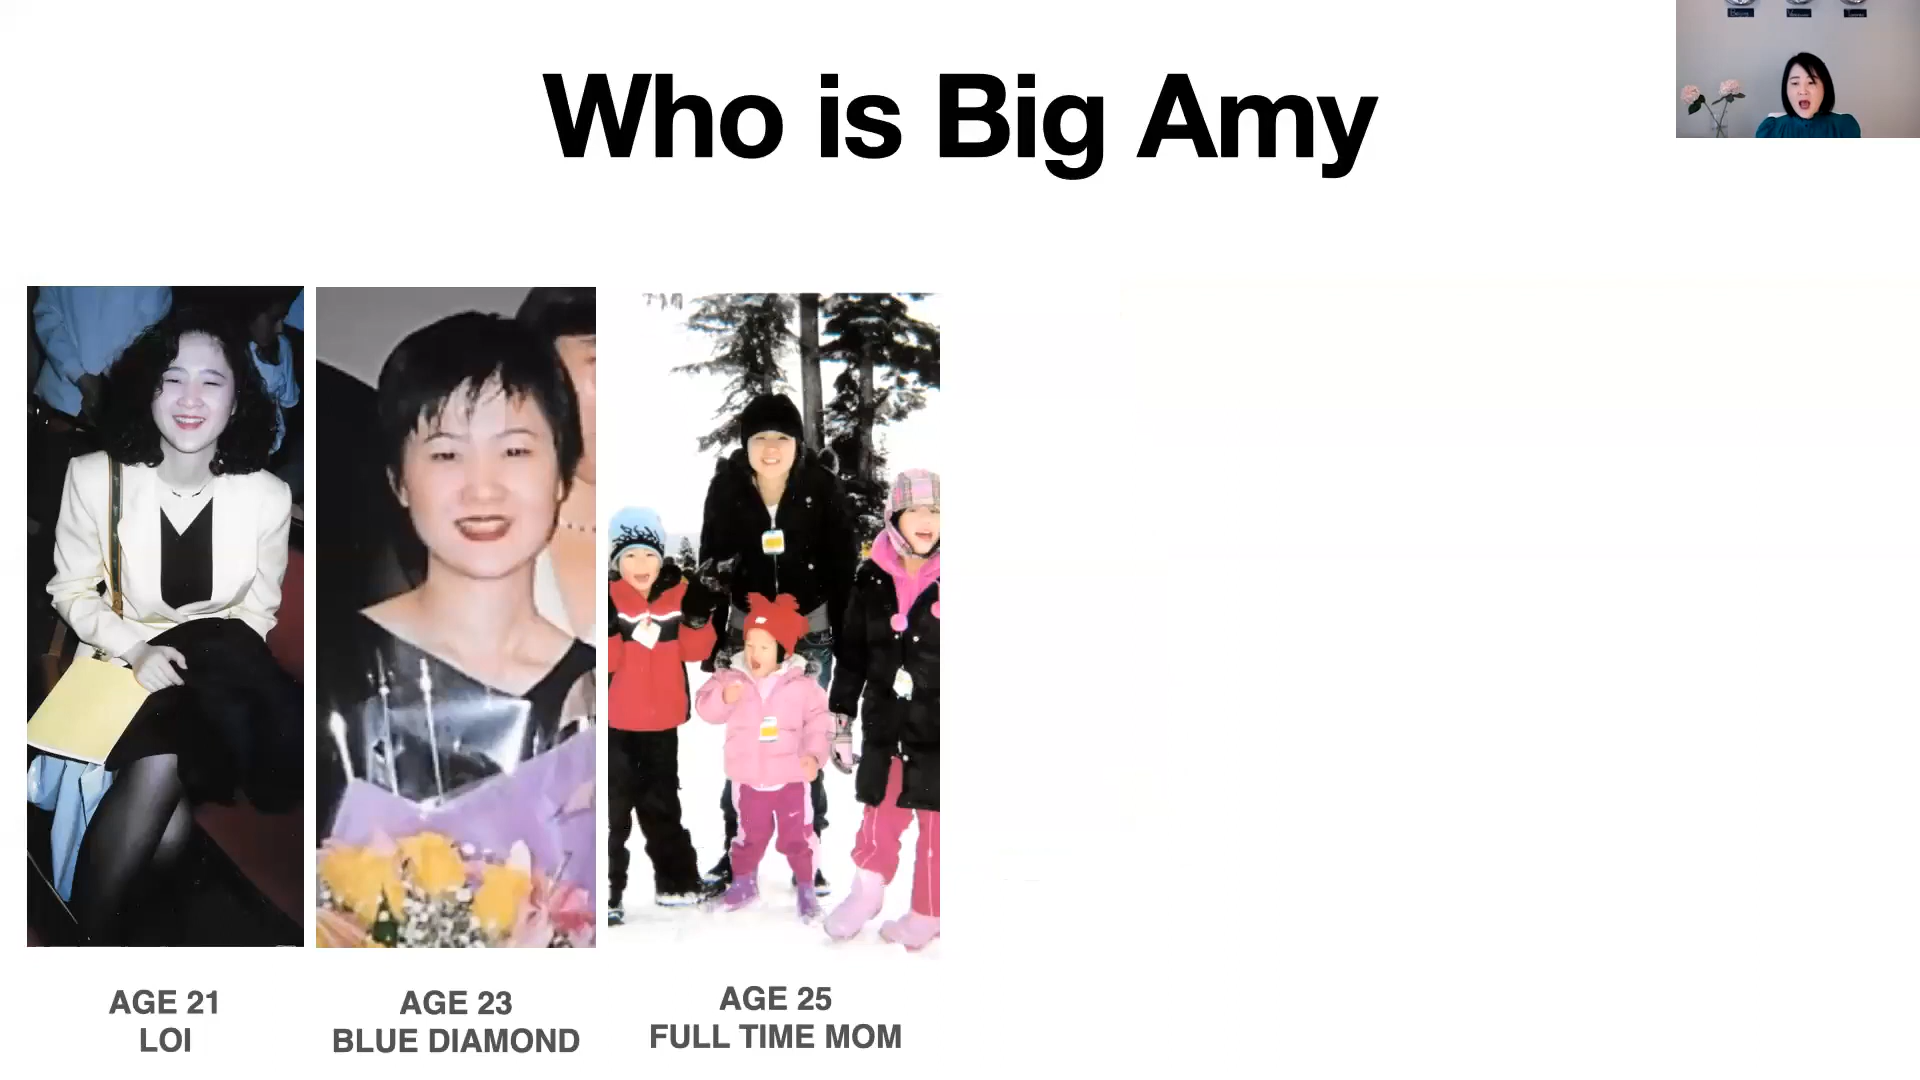 Who is Big Amy
AGE 21
LOI
AGE 23
BLUE DIAMOND
AGE 25
FULL TIME MOM